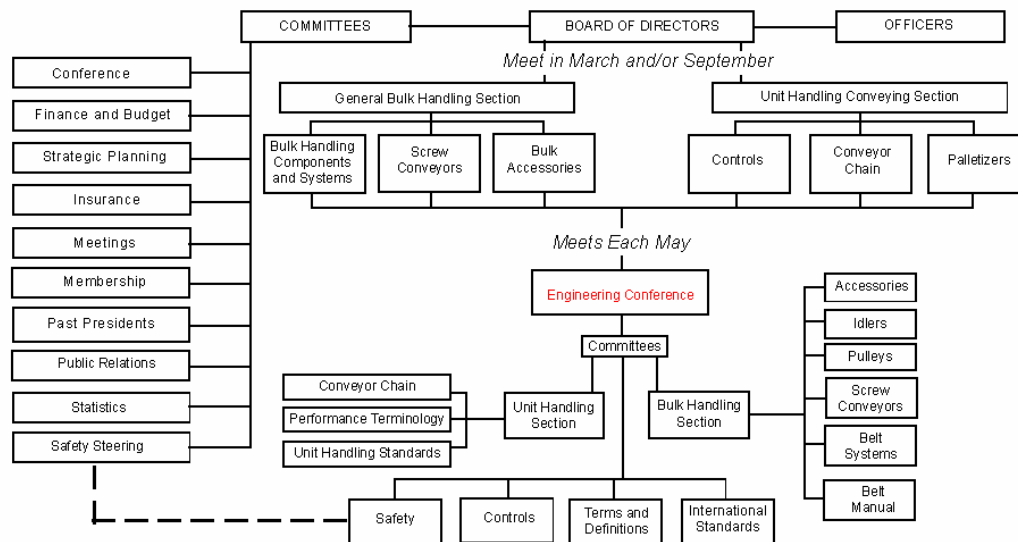 COMMITTEES
BOARD OF DIRECTORS
OFFICERS
Meet in March and/or September
Conference
Finance and Budget
Strategic Planning
Insurance
Meetings
Membership
Past Presidents
Public Relations
Statistics
Safety Steering
General Bulk Handling Section
Unit Handling Conveying Section
Bulk Handling
Components
and Systems
Screw
Conveyors
Bulk
Accessories
Controls
Conveyor
Chain
Palletizers
Meets Each May
Engineering Conference
Committees
Conveyor Chain
Performance Terminology
Unit Handling Standards
Unit Handling
Section
Bulk Handling
Section
Accessories
Idlers
Pulleys
Screw
Conveyors
Belt
Systems
Belt
Manual
Safety
Controls
Terms and
Definitions
International
Standards